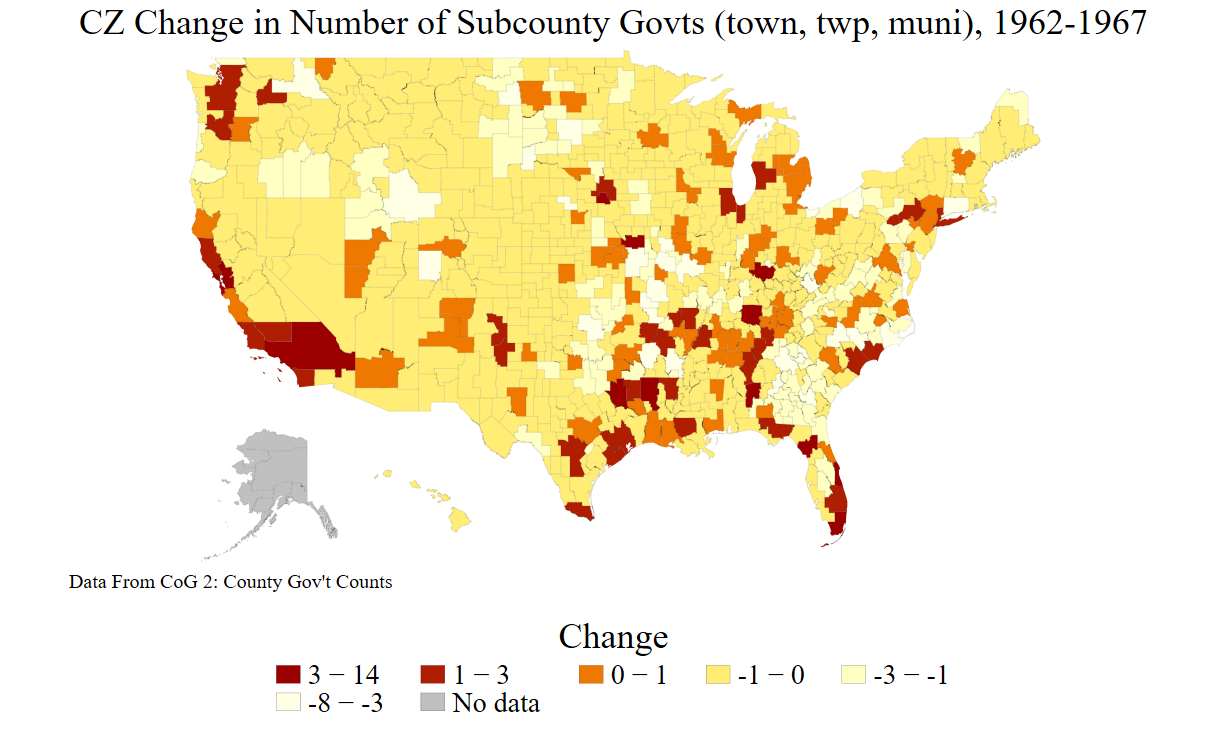 CZ Change in Number of Subcounty Govts (town, twp, muni), 1962-1967
Data From CoG 2: County Gov't Counts
Change
3 − 14 1 − 3 0 − 1 -1 − 0 -3 − -1
-8 − -3 No data